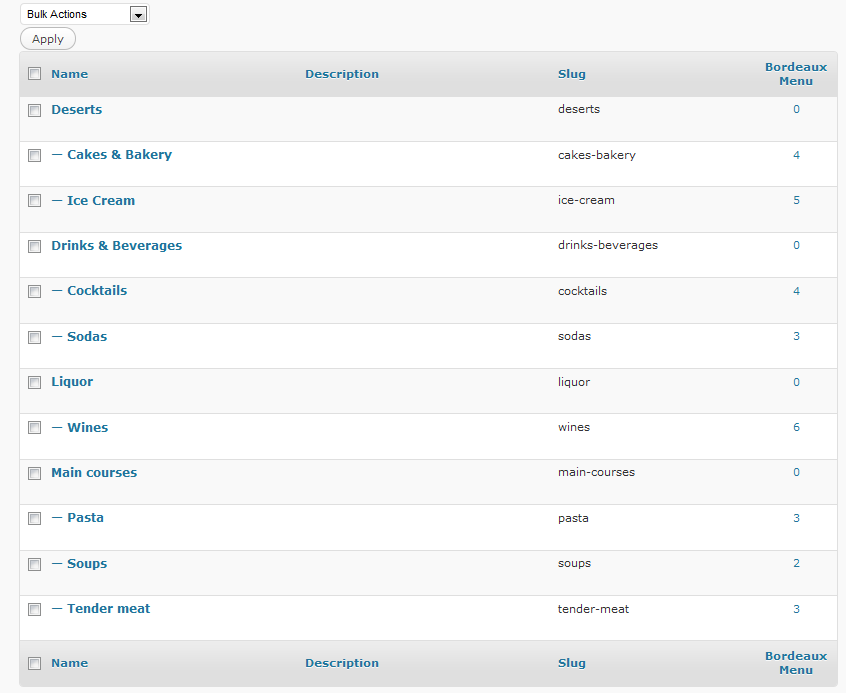 Bulk Actions
Apply
Name Description Slug Bordeaux Menu
Deserts deserts 0
— Cakes & Bakery cakes-bakery 4
— Ice Cream ice-cream 5
Drinks & Beverages drinks-beverages 0
— Cocktails cocktails 4
— Sodas sodas 3
Liquor liquor 0
— Wines wines 6
Main courses main-courses 0
— Pasta pasta 3
— Soups soups 2
— Tender meat tender-meat 3
Name Description Slug Bordeaux Menu